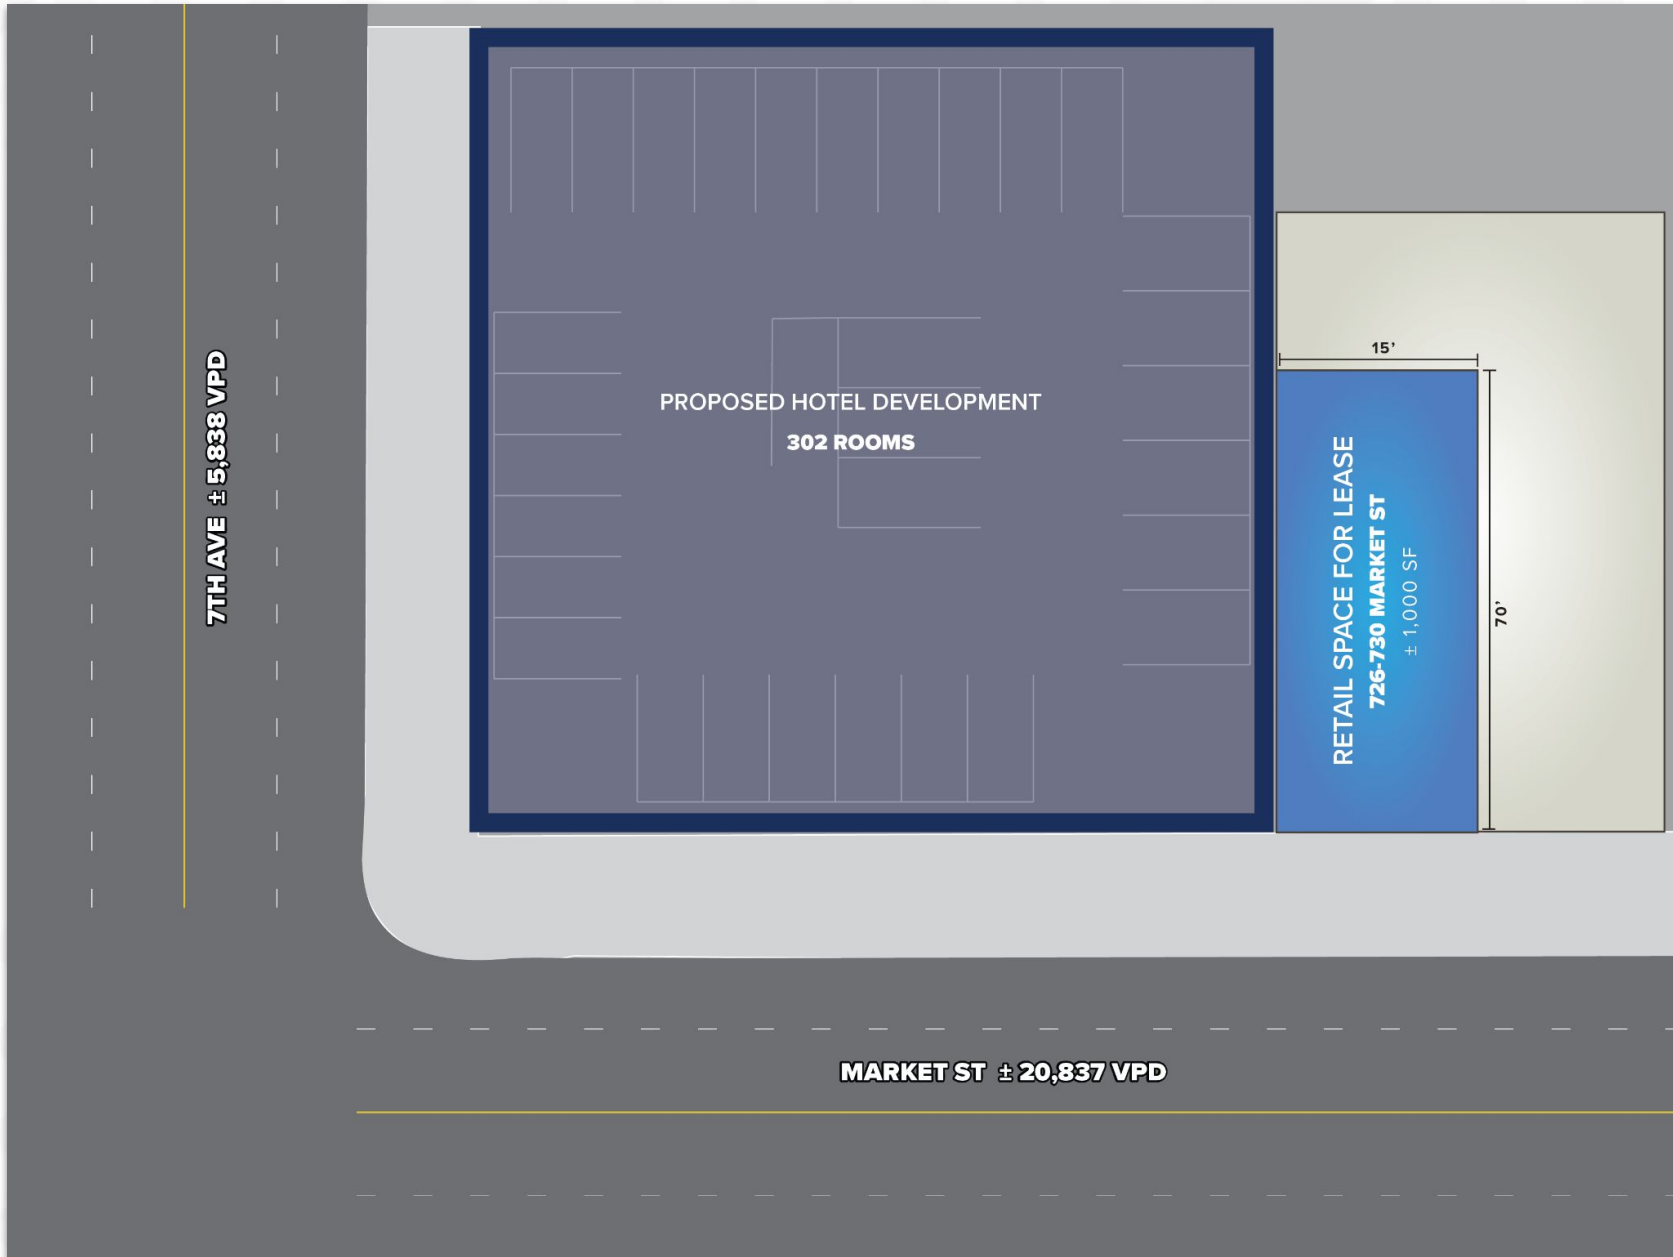 7TH AVE ± 5,838 VPD
PROPOSED HOTEL DEVELOPMENT
302 ROOMS
15’
RETAIL SPACE FOR LEASE
726-730 MARKET ST
± 1,000 SF
70’
MARKET ST ± 20,837 VPD